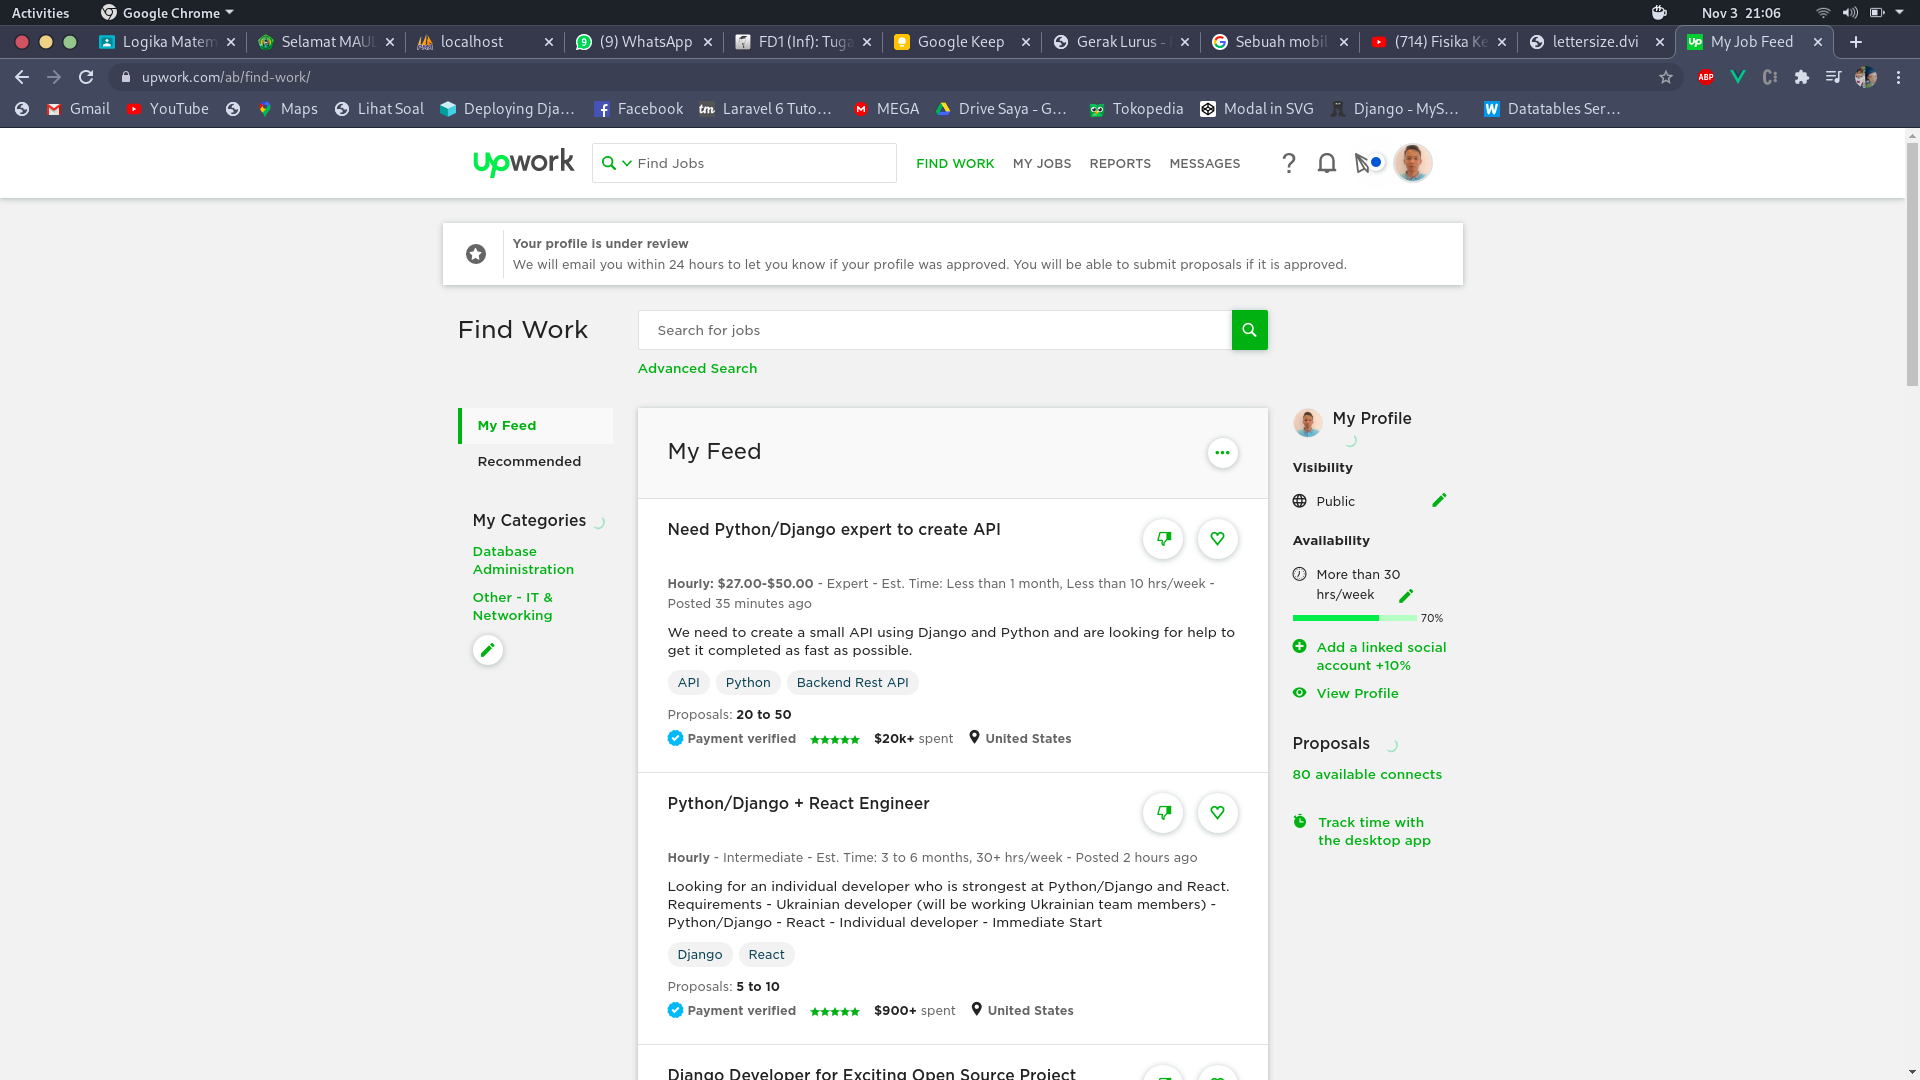 Activities
Google Chrome
Nov 3 21:06
Logika Matem
Selamat MAUL
localhost
(9) WhatsApp
FD1 (Inf): Tuga
Google Keep
Gerak Lurus -
Sebuah mobil
(714) Fisika Ke
lettersize.dvi
My Job Feed
upwork.com/ab/find-work/
ABP
Gmail
YouTube
Maps
Lihat Soal
Deploying Dja...
Facebook
Laravel 6 Tuto...
MEGA
Drive Saya - G...
Tokopedia
Modal in SVG
Django - MyS...
Datatables Ser...
Upwork
Find Jobs
FIND WORK
MY JOBS
REPORTS
MESSAGES
Your profile is under review
We will email you within 24 hours to let you know if your profile was approved. You will be able to submit proposals if it is approved.
Find Work
Search for jobs
Advanced Search
My Feed
Recommended
My Categories
Database
Administration
Other - IT &
Networking
My Feed
Need Python/Django expert to create API
Hourly: $27.00-$50.00 - Expert - Est. Time: Less than 1 month, Less than 10 hrs/week -
Posted 35 minutes ago
We need to create a small API using Django and Python and are looking for help to
get it completed as fast as possible.
API
Python
Backend Rest API
Proposals: 20 to 50
Payment verified
$20k+ spent
United States
Python/Django + React Engineer
Hourly - Intermediate - Est. Time: 3 to 6 months, 30+ hrs/week - Posted 2 hours ago
Looking for an individual developer who is strongest at Python/Django and React.
Requirements - Ukrainian developer (will be working Ukrainian team members) -
Python/Django - React - Individual developer - Immediate Start
Django
React
Proposals: 5 to 10
Payment verified
$900+ spent
United States
Django Developer for Exciting Open Source Project
My Profile
Visibility
Public
Availability
More than 30
hrs/week
70%
Add a linked social
account +10%
View Profile
Proposals
80 available connects
Track time with
the desktop app